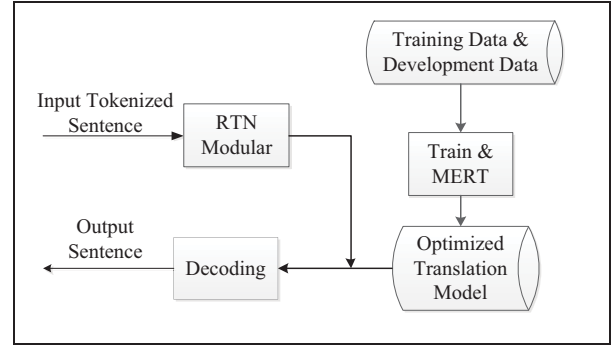 Training Data &
Development Data
Input Tokenized
Sentence
RTN
Modular
Train &
MERT
Output
Sentence
Decoding
Optimized
Translation
Model